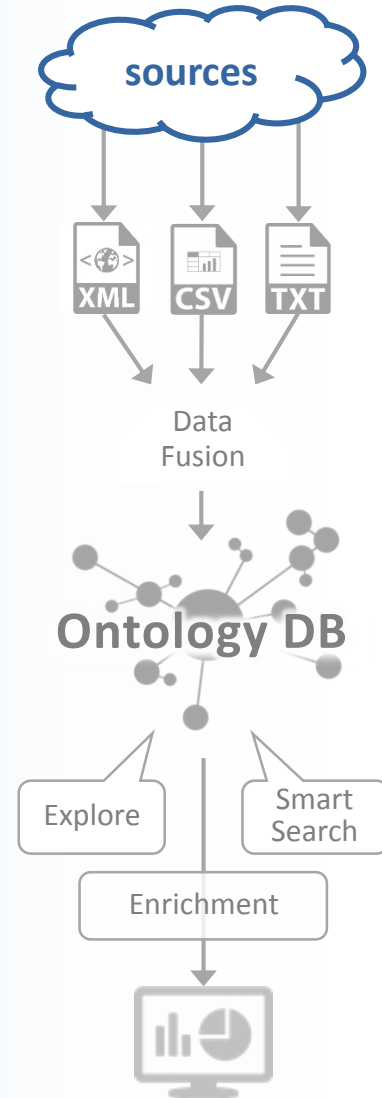 sources
XML
CSV
TXT
Data
Fusion
Ontology DB
Explore
Smart
Search
Enrichment